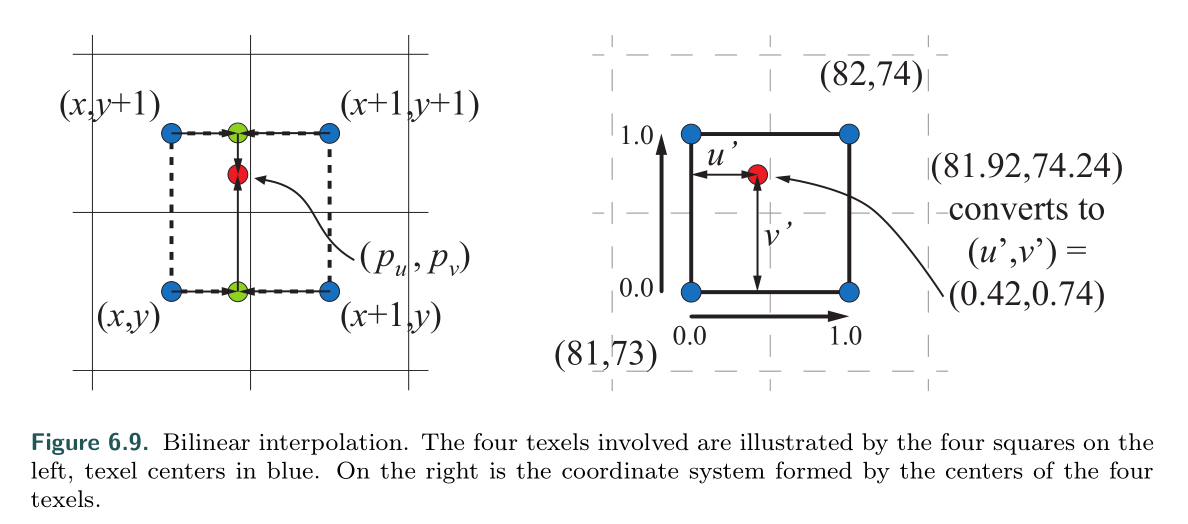 (x,y+1)
(x+1,y+1)
(pu, pv)
(x,y)
(x+1,y)
(82,74)
1.0
u’
v’
0.0
0.0
1.0
(81,73)
(81.92,74.24)
converts to
(u’,v’) =
(0.42,0.74)
Figure 6.9. Bilinear interpolation. The four texels involved are illustrated by the four squares on the
left, texel centers in blue. On the right is the coordinate system formed by the centers of the four
texels.